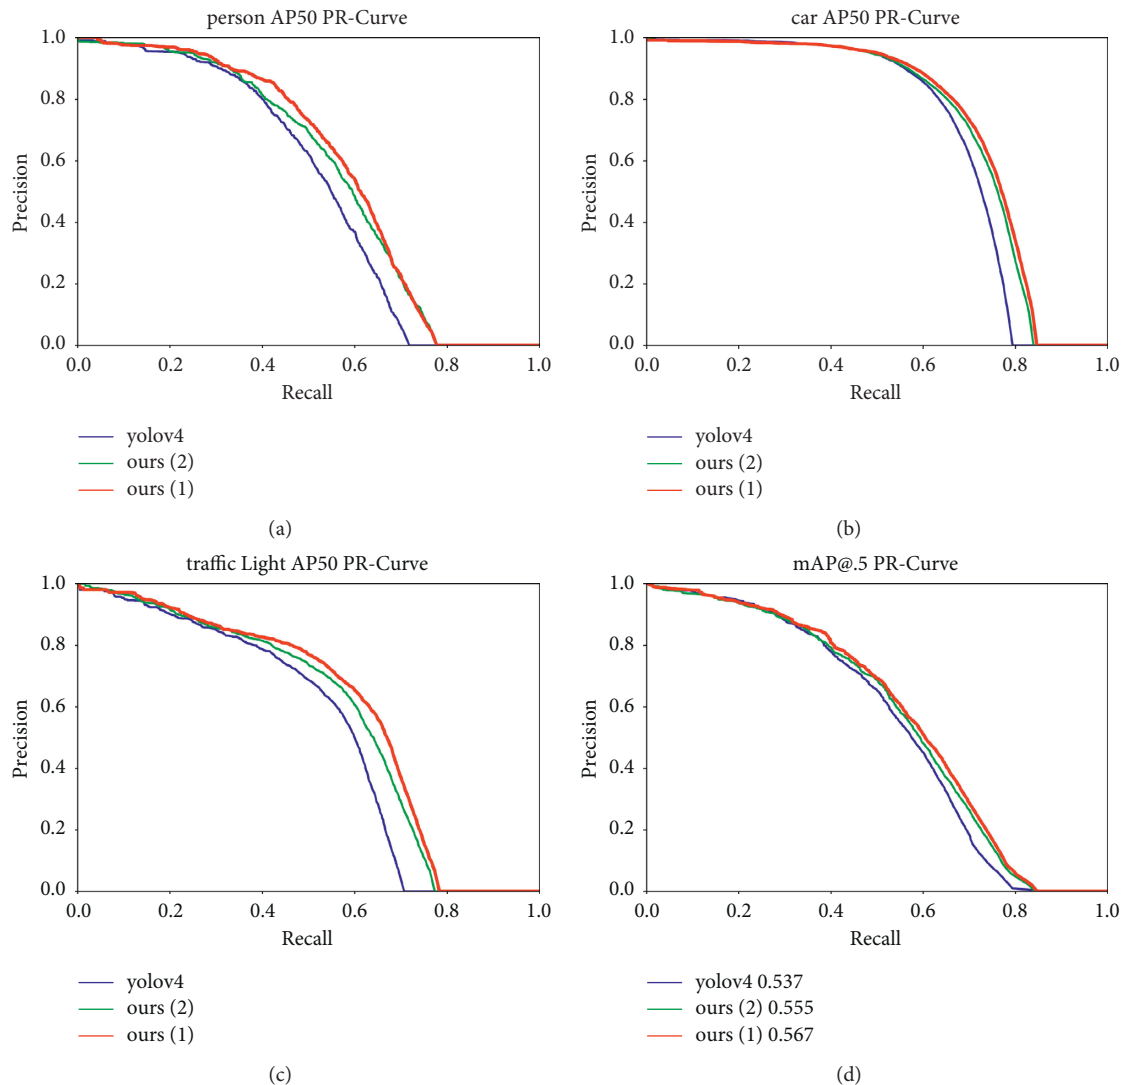 person AP50 PR-Curve
1.0
0.8
0.6
0.4
0.2
0.0
Precision
0.0 0.2 0.4 0.6 0.8 1.0
Recall
yolov4
ours (2)
ours (1)
(a)
car AP50 PR-Curve
1.0
0.8
0.6
0.4
0.2
0.0
Precision
0.0 0.2 0.4 0.6 0.8 1.0
Recall
yolov4
ours (2)
ours (1)
(b)
traffic Light AP50 PR-Curve
1.0
0.8
0.6
0.4
0.2
0.0
Precision
0.0 0.2 0.4 0.6 0.8 1.0
Recall
yolov4
ours (2)
ours (1)
(c)
mAP@.5 PR-Curve
1.0
0.8
0.6
0.4
0.2
0.0
Precision
0.0 0.2 0.4 0.6 0.8 1.0
Recall
yolov4 0.537
ours (2) 0.555
ours (1) 0.567
(d)